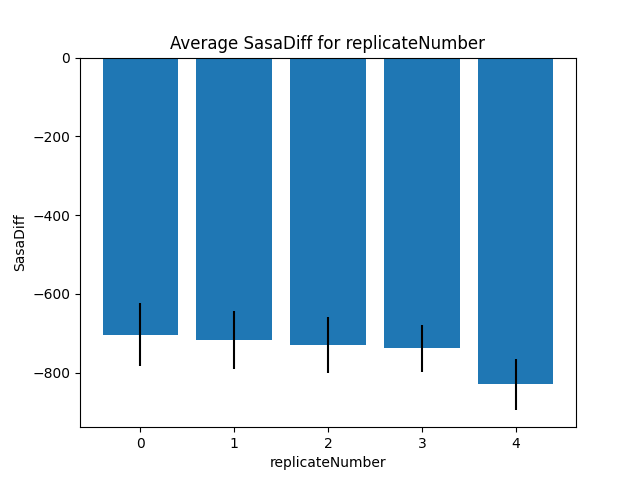 Average SasaDiff for replicateNumber
0
−200
−400
−600
−800
SasaDiff
0 1 2 3 4
replicateNumber